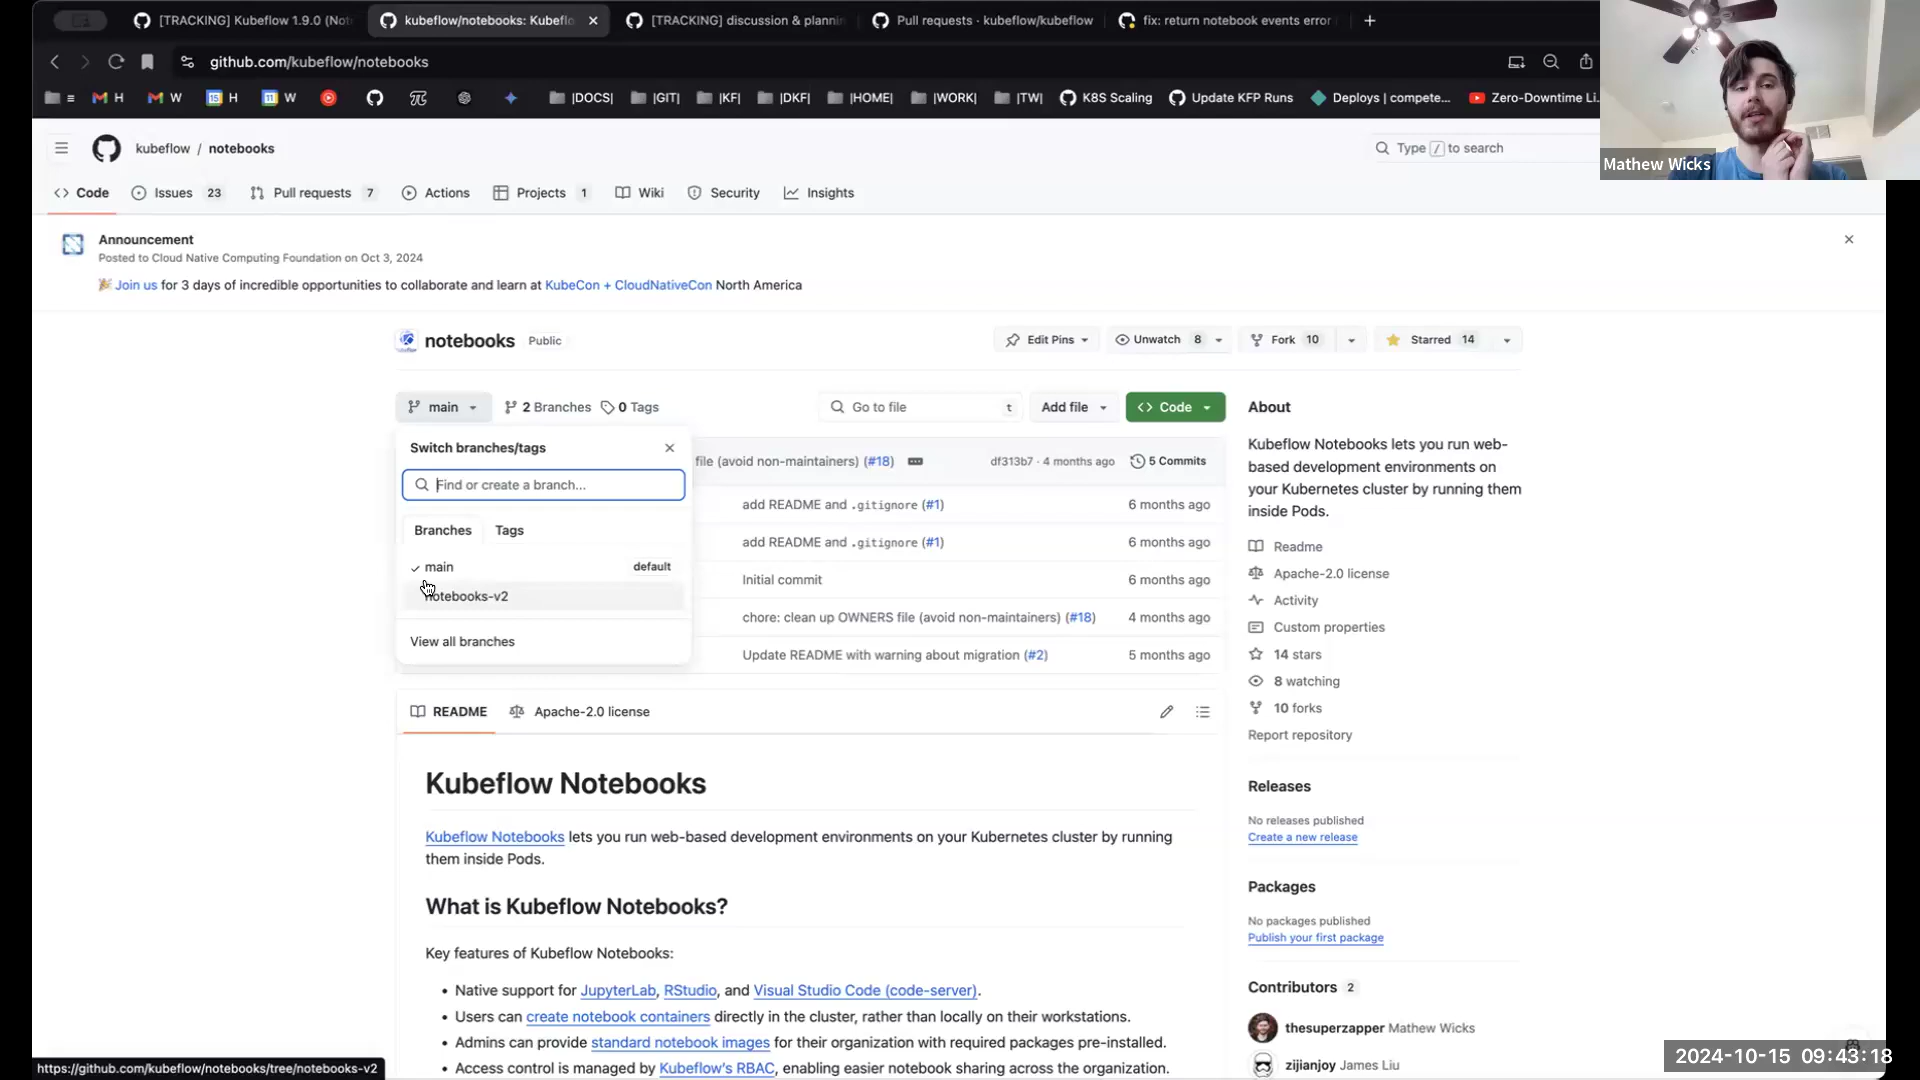 [TRACKING] Kubeflow 1.9.0 (Not
kubeflow/notebooks: Kubefl
[TRACKING] discussion & plannin
Pull requests · kubeflow/kubeflow
fix: return notebook events error
github.com/kubeflow/notebooks
H
W
H
W
|DOCS|
|GIT|
|KF|
|DKF|
|HOME|
|WORK|
|TW|
K8S Scaling
Update KFP Runs
Deploys | compete...
Zero-Downtime Li...
Mathew Wicks
kubeflow / notebooks
Type / to search
Code
Issues 23
Pull requests 7
Actions
Projects 1
Wiki
Security
Insights
Announcement
Posted to Cloud Native Computing Foundation on Oct 3, 2024
Join us for 3 days of incredible opportunities to collaborate and learn at KubeCon + CloudNativeCon North America
notebooks Public
Edit Pins
Unwatch 8
Fork 10
Starred 14
main
2 Branches
0 Tags
Go to file t
Add file
Code
Switch branches/tags
Find or create a branch...
Branches
Tags
main default
notebooks-v2
View all branches
file (avoid non-maintainers) (#18)
df313b7 · 4 months ago
5 Commits
add README and .gitignore (#1) 6 months ago
add README and .gitignore (#1) 6 months ago
Initial commit 6 months ago
chore: clean up OWNERS file (avoid non-maintainers) (#18) 4 months ago
Update README with warning about migration (#2) 5 months ago
README
Apache-2.0 license
Kubeflow Notebooks
Kubeflow Notebooks lets you run web-based development environments on your Kubernetes cluster by running
them inside Pods.
What is Kubeflow Notebooks?
Key features of Kubeflow Notebooks:
• Native support for JupyterLab, RStudio, and Visual Studio Code (code-server).
• Users can create notebook containers directly in the cluster, rather than locally on their workstations.
• Admins can provide standard notebook images for their organization with required packages pre-installed.
• Access control is managed by Kubeflow's RBAC, enabling easier notebook sharing across the organization.
About
Kubeflow Notebooks lets you run web-
based development environments on
your Kubernetes cluster by running them
inside Pods.
Readme
Apache-2.0 license
Activity
Custom properties
14 stars
8 watching
10 forks
Report repository
Releases
No releases published
Create a new release
Packages
No packages published
Publish your first package
Contributors 2
thesuperzapper Mathew Wicks
zijianjoy James Liu
https://github.com/kubeflow/notebooks/tree/notebooks-v2
2024-10-15 09:43:18